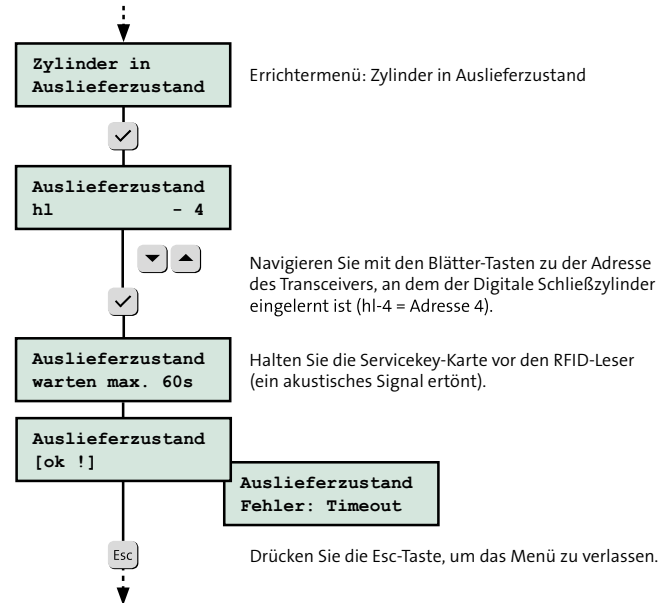 Zylinder in
Auslieferzustand
Errichtermenü: Zylinder in Auslieferzustand
Auslieferzustand
hl - 4
Navigieren Sie mit den Blätter-Tasten zu der Adresse
des Transceivers, an dem der Digitale Schließzylinder
eingelernt ist (hl-4 = Adresse 4).
Auslieferzustand
warten max. 60s
Halten Sie die Servicekey-Karte vor den RFID-Leser
(ein akustisches Signal ertönt).
Auslieferzustand
[ok !]
Auslieferzustand
Fehler: Timeout
Esc
Drücken Sie die Esc-Taste, um das Menü zu verlassen.